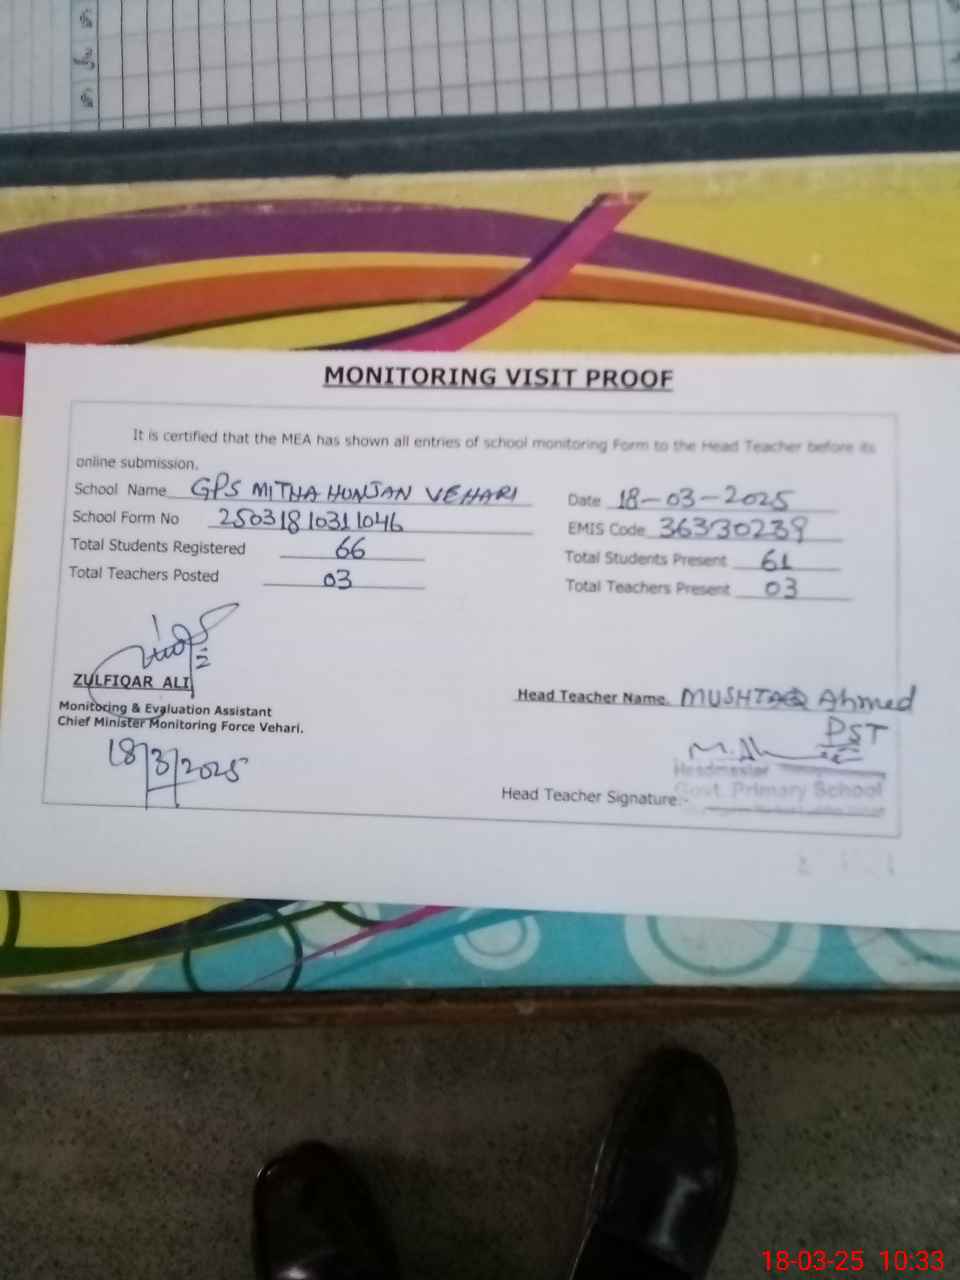 MONITORING VISIT PROOF
It is certified that the MEA has shown all entries of school monitoring Form to the Head Teacher before its
online submission.
School Name GPS MITHA HUNJAN VEHARI
Date 18-03-2025
School Form No 25031810311046
EMIS Code 36330239
Total Students Registered 66
Total Students Present 61
Total Teachers Posted 03
Total Teachers Present 03
ZULFIQAR ALI
Monitoring & Evaluation Assistant
Chief Minister Monitoring Force Vehari.
18/3/2025
Head Teacher Name. MUSHTAQ Ahmed
PST
Headmaster
Head Teacher Signature:-
Govt. Primary School
18-03-25 10:33